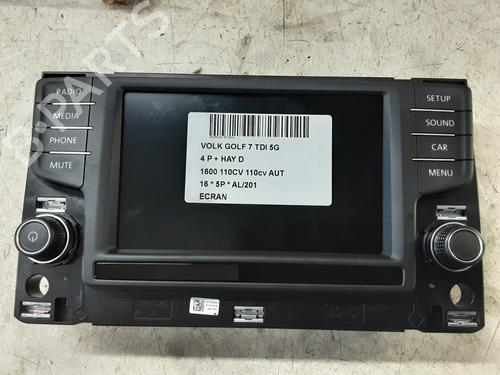 B-PARTS
RADIO
MEDIA
PHONE
MUTE
SETUP
SOUND
CAR
MENU
VOLK GOLF 7 TDI 5G
4 P + HAY D
1600 110CV 110cv AUT
16 * 5P * AL/201
ECRAN